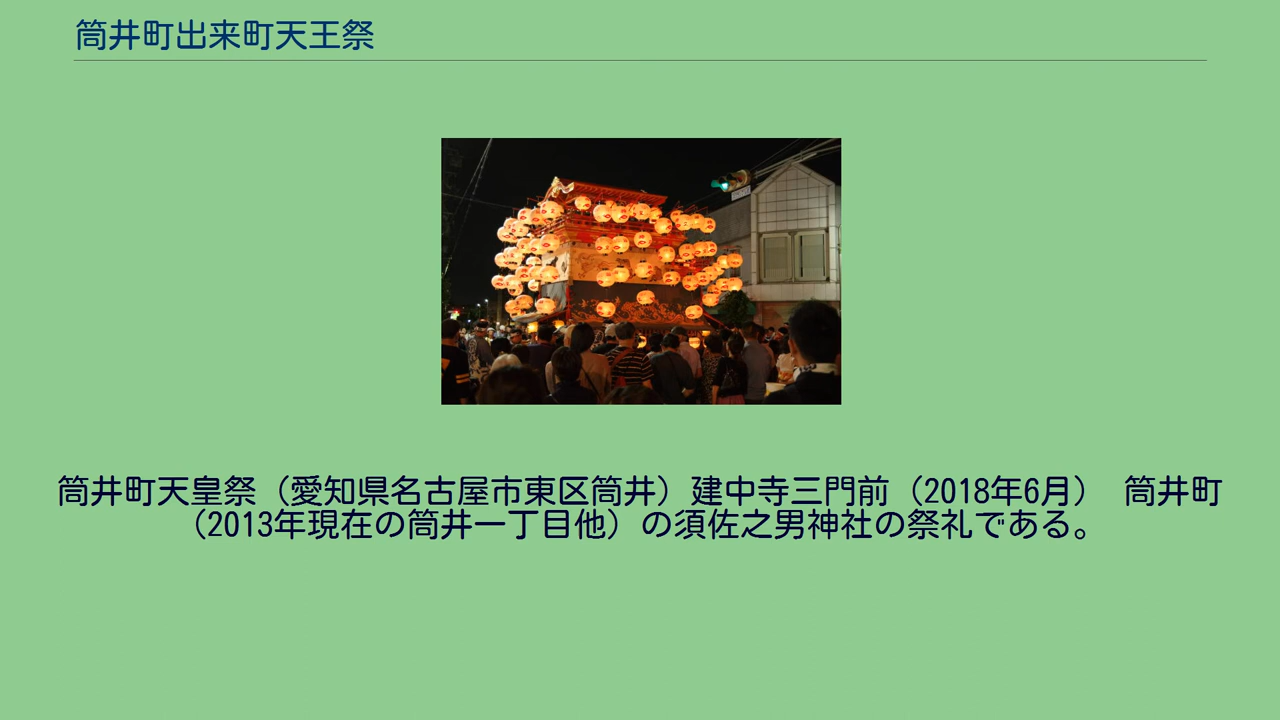 筒井町出来町天王祭
筒井町天皇祭（愛知県名古屋市東区筒井）建中寺三門前（2018年6月） 筒井町
（2013年現在の筒井一丁目他）の須佐之男神社の祭礼である。